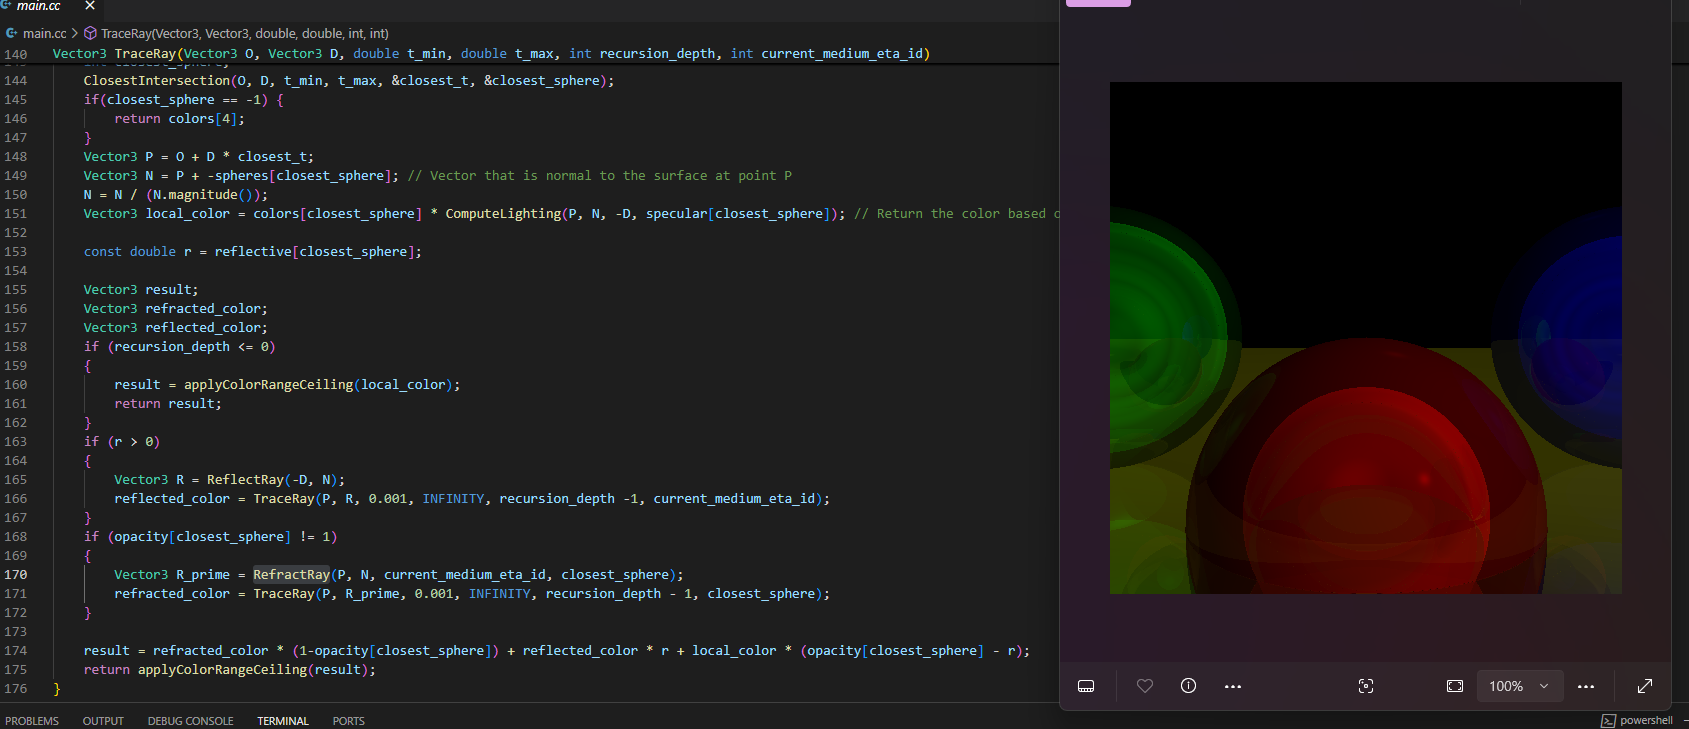 main.cc
main.cc > TraceRay(Vector3, Vector3, double, double, int, int)
140 Vector3 TraceRay(Vector3 O, Vector3 D, double t_min, double t_max, int recursion_depth, int current_medium_eta_id)
144 ClosestIntersection(O, D, t_min, t_max, &closest_t, &closest_sphere);
145 if(closest_sphere == -1) {
146 return colors[4];
147 }
148 Vector3 P = O + D * closest_t;
149 Vector3 N = P + -spheres[closest_sphere]; // Vector that is normal to the surface at point P
150 N = N / (N.magnitude());
151 Vector3 local_color = colors[closest_sphere] * ComputeLighting(P, N, -D, specular[closest_sphere]); // Return the color based
152
153 const double r = reflective[closest_sphere];
154
155 Vector3 result;
156 Vector3 refracted_color;
157 Vector3 reflected_color;
158 if (recursion_depth <= 0)
159 {
160 result = applyColorRangeCeiling(local_color);
161 return result;
162 }
163 if (r > 0)
164 {
165 Vector3 R = ReflectRay(-D, N);
166 reflected_color = TraceRay(P, R, 0.001, INFINITY, recursion_depth -1, current_medium_eta_id);
167 }
168 if (opacity[closest_sphere] != 1)
169 {
170 Vector3 R_prime = RefractRay(P, N, current_medium_eta_id, closest_sphere);
171 refracted_color = TraceRay(P, R_prime, 0.001, INFINITY, recursion_depth - 1, closest_sphere);
172 }
173
174 result = refracted_color * (1-opacity[closest_sphere]) + reflected_color * r + local_color * (opacity[closest_sphere] - r);
175 return applyColorRangeCeiling(result);
176 }
100%
PROBLEMS OUTPUT DEBUG CONSOLE TERMINAL PORTS
powershell